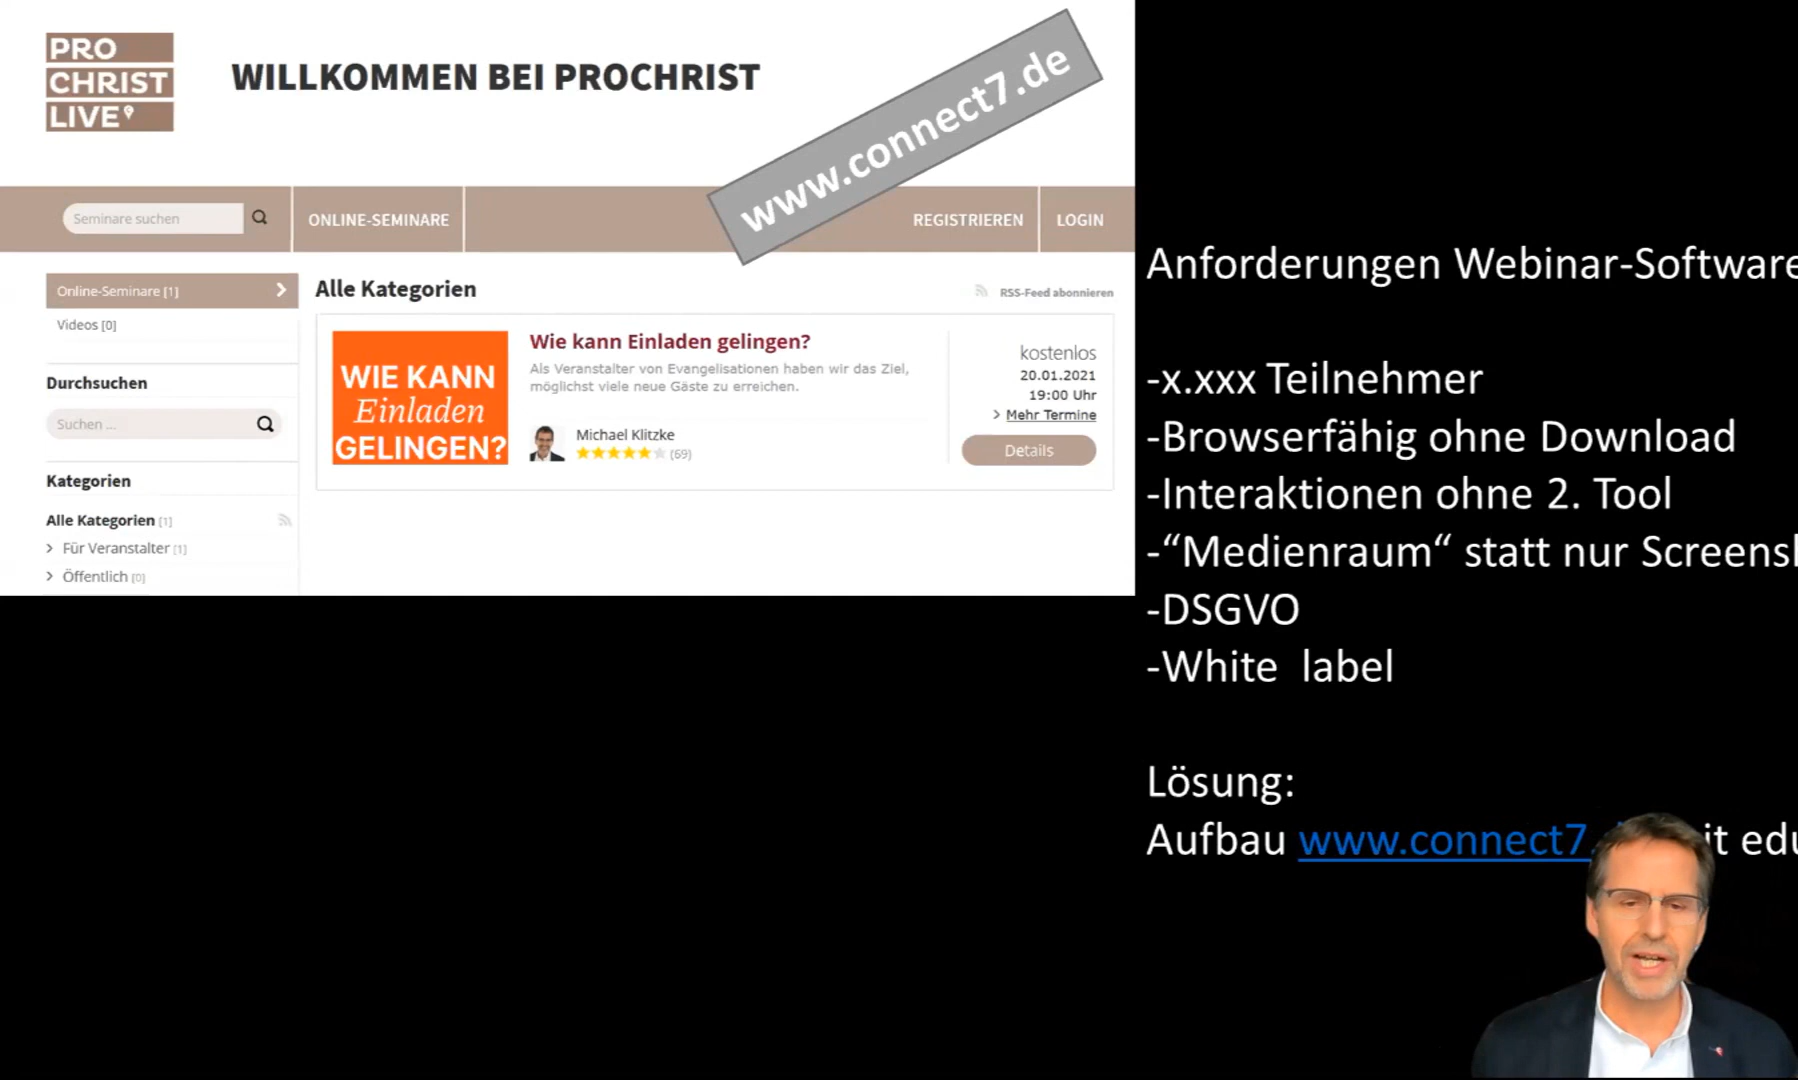 PRO
CHRIST
LIVE
WILLKOMMEN BEI PROCHRIST
www.connect7.de
Seminare suchen
ONLINE-SEMINARE
REGISTRIEREN
LOGIN
Online-Seminare [1]
Videos [0]
Durchsuchen
Suchen ...
Kategorien
Alle Kategorien [1]
Für Veranstalter [1]
Öffentlich [0]
Alle Kategorien
RSS-Feed abonnieren
WIE KANN
Einladen
GELINGEN?
Wie kann Einladen gelingen?
Als Veranstalter von Evangelisationen haben wir das Ziel,
möglichst viele neue Gäste zu erreichen.
Michael Klitzke
(69)
kostenlos
20.01.2021
19:00 Uhr
> Mehr Termine
Details
Anforderungen Webinar-Software
-x.xxx Teilnehmer
-Browserfähig ohne Download
-Interaktionen ohne 2. Tool
-“Medienraum“ statt nur
-DSGVO
-White label
Lösung:
Aufbau www.connect7.